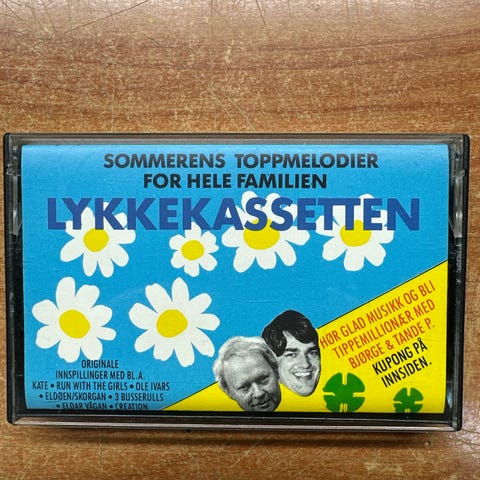 SOMMERENS TOPPMELODIER
FOR HELE FAMILIEN
LYKKEKASSETTEN
HØR GLAD MUSIKK OG BLI
TIPPEMILLIONÆR MED
BJØRGE & TANDE P.
KUPONG PÅ
INNSIDEN.
ORIGINALE
INNSPILLINGER MED BL.A.
KATE • RUN WITH THE GIRLS • OLE IVARS
• ELDØEN/SKORGAN • 3 BUSSERULLS
• ELDAR VÅGAN • CREATION